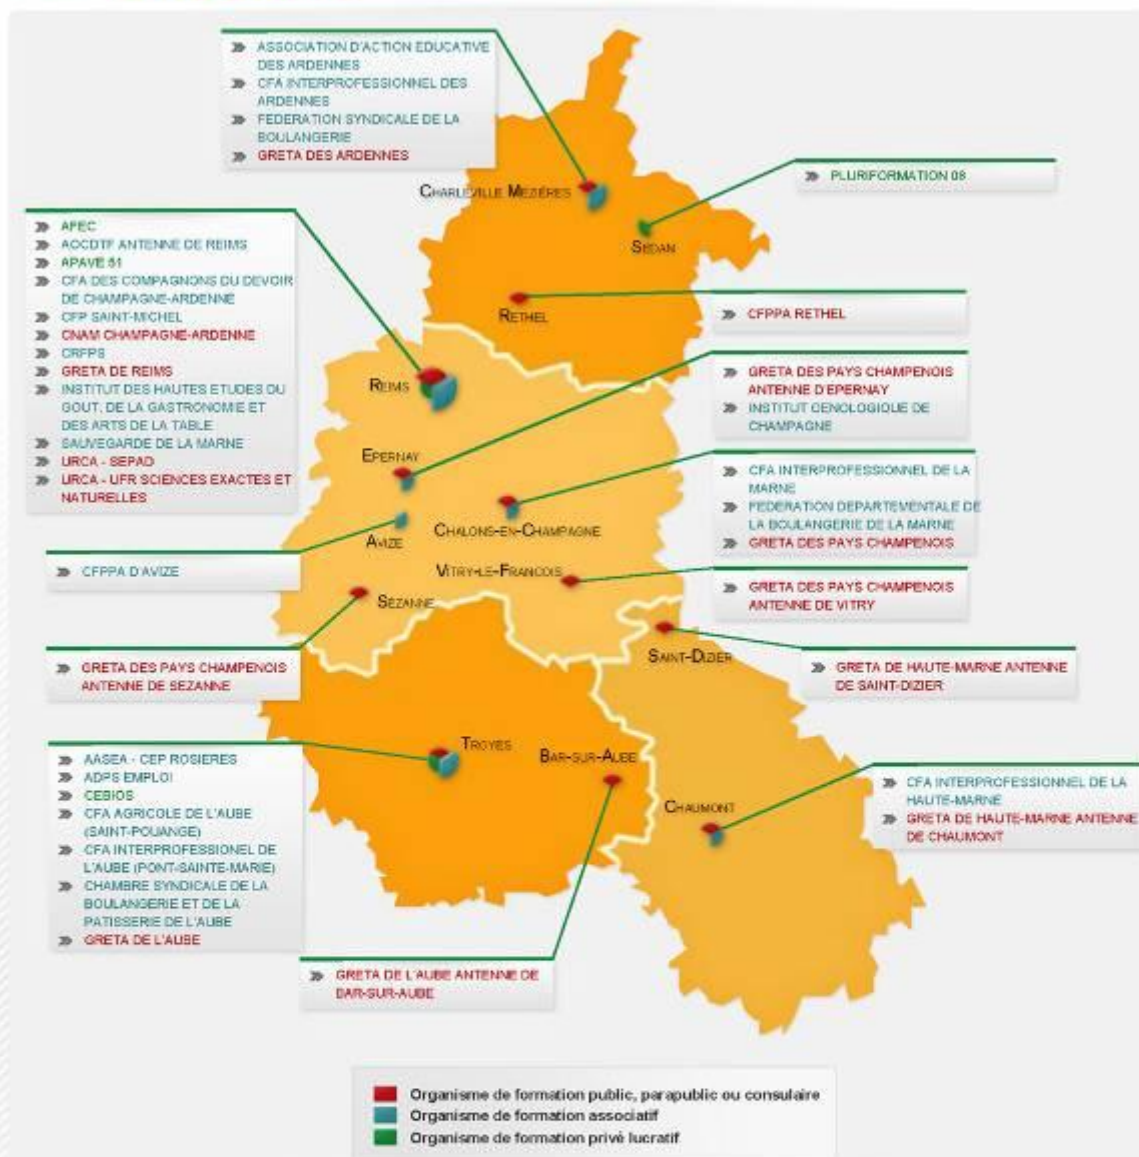 ASSOCIATION D'ACTION EDUCATIVE
DES ARDENNES
CFA INTERPROFESSIONNEL DES
ARDENNES
FEDERATION SYNDICALE DE LA
BOULANGERIE
GRETA DES ARDENNES
CHARLEVILLE MEZIÈRES
PLURIFORMATION 08
SEDAN
AFEC
AOCDTF ANTENNE DE REIMS
APAVE 51
CFA DES COMPAGNONS DU DEVOIR
DE CHAMPAGNE-ARDENNE
CFP SAINT-MICHEL
CNAM CHAMPAGNE-ARDENNE
CRFPS
GRETA DE REIMS
INSTITUT DES HAUTES ETUDES DU
GOUT, DE LA GASTRONOMIE ET
DES ARTS DE LA TABLE
SAUVEGARDE DE LA MARNE
URCA - SEPAD
URCA - UFR SCIENCES EXACTES ET
NATURELLES
RETHEL
CFPPA RETHEL
REIMS
GRETA DES PAYS CHAMPENOIS
ANTENNE D'EPERNAY
INSTITUT OENOLOGIQUE DE
CHAMPAGNE
EPERNAY
CFA INTERPROFESSIONNEL DE LA
MARNE
FEDERATION DEPARTEMENTALE DE
LA BOULANGERIE DE LA MARNE
GRETA DES PAYS CHAMPENOIS
CHALONS-EN-CHAMPAGNE
AVIZE
CFPPA D'AVIZE
VITRY-LE-FRANCOIS
GRETA DES PAYS CHAMPENOIS
ANTENNE DE VITRY
SÉZANNE
GRETA DES PAYS CHAMPENOIS
ANTENNE DE SEZANNE
SAINT-DIZIER
GRETA DE HAUTE-MARNE ANTENNE
DE SAINT-DIZIER
AASEA - CEP ROSIERES
ADPS EMPLOI
CEBIOS
CFA AGRICOLE DE L'AUBE
(SAINT-POUANGE)
CFA INTERPROFESSIONEL DE
L'AUBE (PONT-SAINTE-MARIE)
CHAMBRE SYNDICALE DE LA
BOULANGERIE ET DE LA
PATISSERIE DE L'AUBE
GRETA DE L'AUBE
TROYES
BAR-SUR-AUBE
CHAUMONT
CFA INTERPROFESSIONNEL DE LA
HAUTE-MARNE
GRETA DE HAUTE-MARNE ANTENNE
DE CHAUMONT
GRETA DE L'AUBE ANTENNE DE
BAR-SUR-AUBE
Organisme de formation public, parapublic ou consulaire
Organisme de formation associatif
Organisme de formation privé lucratif